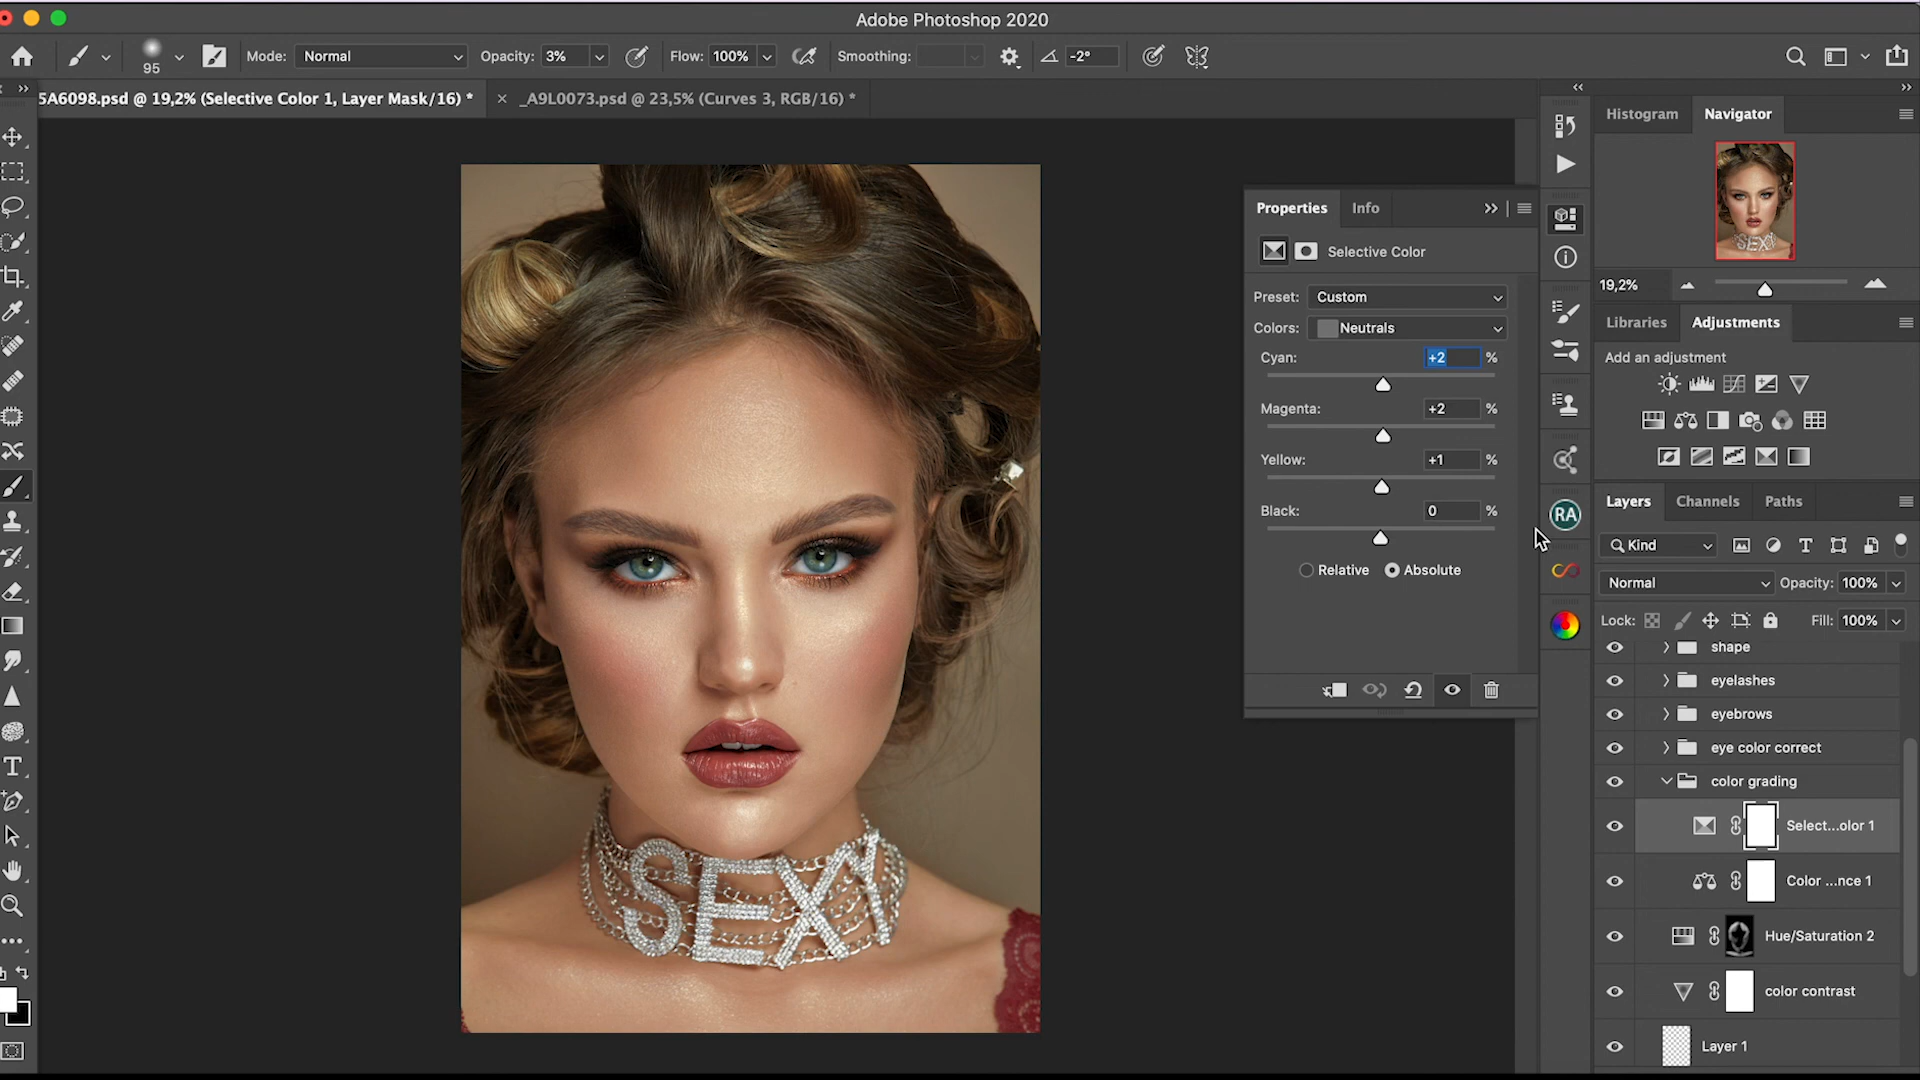 Adobe Photoshop 2020
95
Mode: Normal
Opacity: 3%
Flow: 100%
Smoothing:
-2°
5A6098.psd @ 19,2% (Selective Color 1, Layer Mask/16) *
_A9L0073.psd @ 23,5% (Curves 3, RGB/16) *
Histogram
Navigator
19,2%
Properties
Info
Selective Color
Preset: Custom
Colors: Neutrals
Cyan: +2 %
Magenta: +2 %
Yellow: +1 %
Black: 0 %
Relative
Absolute
RA
Libraries
Adjustments
Add an adjustment
Layers
Channels
Paths
Kind
Normal
Opacity: 100%
Lock:
Fill: 100%
shape
eyelashes
eyebrows
eye color correct
color grading
Select...olor 1
Color ...nce 1
Hue/Saturation 2
color contrast
Layer 1
SEXY
SEXY